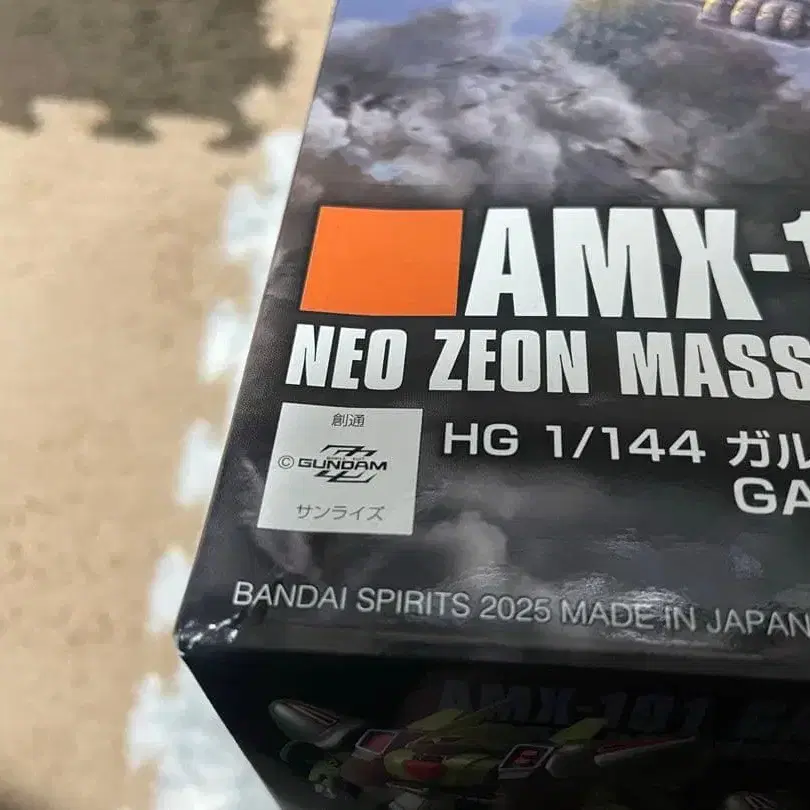 AMX-1
NEO ZEON MASS
創通
© GUNDAM
サンライズ
HG 1/144 ガル
GA
BANDAI SPIRITS 2025 MADE IN JAPAN
AMX-101 GA